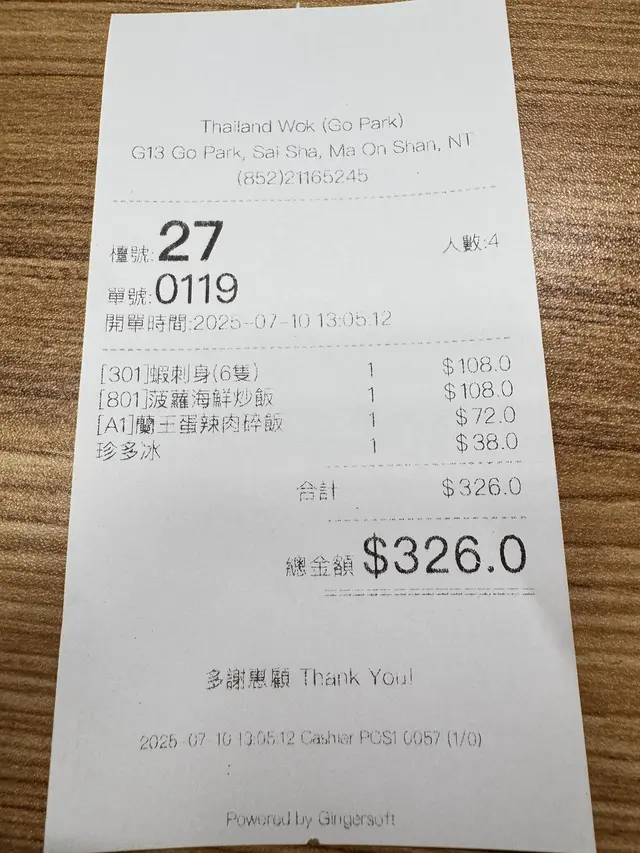 Thailand Wok (Go Park)
G13 Go Park, Sai Sha, Ma On Shan, NT
(852)21165245
檯號:27 人數:4
單號:0119
開單時間:2025-07-10 13:05:12
[301]蝦刺身(6隻) 1 $108.0
[801]菠蘿海鮮炒飯 1 $108.0
[A1]蘭王蛋辣肉碎飯 1 $72.0
珍多冰 1 $38.0
合計 $326.0
總金額 $326.0
多謝惠顧 Thank You!
2025-07-10 13:05:12 Cashier POS1 0057 (1/0)
:
Powered by Gingersoft